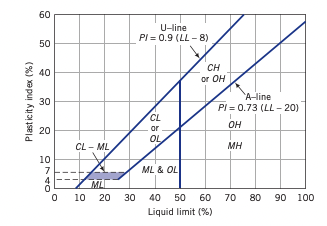 60
50
40
30
20
10
7
4
0
Plasticity index (%)
U–line
PI = 0.9 (LL – 8)
CH
or OH
A–line
PI = 0.73 (LL – 20)
CL
or
OL
OH
MH
CL – ML
ML & OL
ML
0 10 20 30 40 50 60 70 80 90 100
Liquid limit (%)